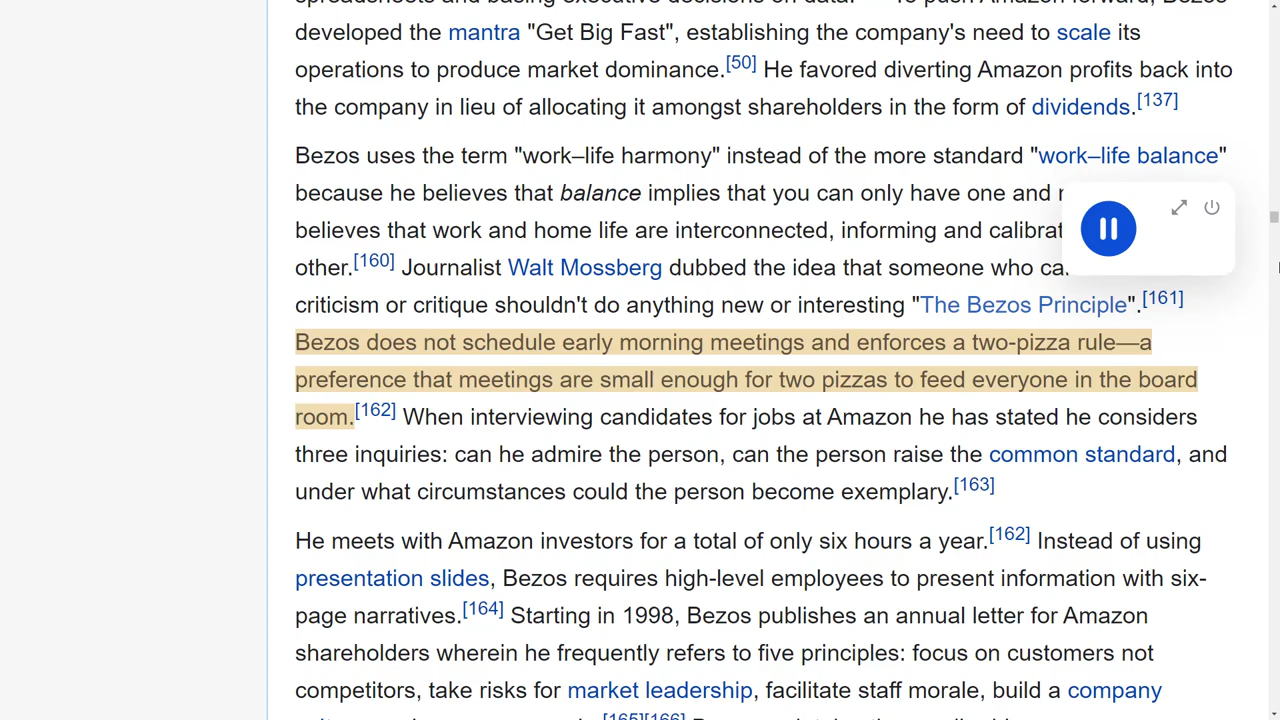 developed the mantra "Get Big Fast", establishing the company's need to scale its
operations to produce market dominance.[50] He favored diverting Amazon profits back into
the company in lieu of allocating it amongst shareholders in the form of dividends.[137]
Bezos uses the term "work–life harmony" instead of the more standard "work–life balance"
because he believes that balance implies that you can only have one and
believes that work and home life are interconnected, informing and
other.[160] Journalist Walt Mossberg dubbed the idea that someone who
criticism or critique shouldn't do anything new or interesting "The Bezos Principle".[161]
Bezos does not schedule early morning meetings and enforces a two-pizza rule—a
preference that meetings are small enough for two pizzas to feed everyone in the board
room.[162] When interviewing candidates for jobs at Amazon he has stated he considers
three inquiries: can he admire the person, can the person raise the common standard, and
under what circumstances could the person become exemplary.[163]
He meets with Amazon investors for a total of only six hours a year.[162] Instead of using
presentation slides, Bezos requires high-level employees to present information with six-
page narratives.[164] Starting in 1998, Bezos publishes an annual letter for Amazon
shareholders wherein he frequently refers to five principles: focus on customers not
competitors, take risks for market leadership, facilitate staff morale, build a company
[165][166]